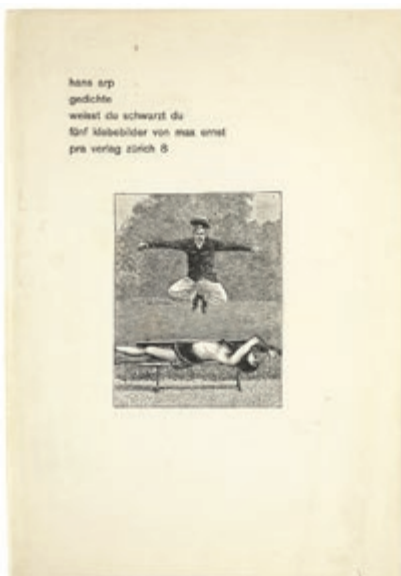 hans arp
gedichte
weisst du schwarzt du
fünf klebebilder von max ernst
pra verlag zürich 8